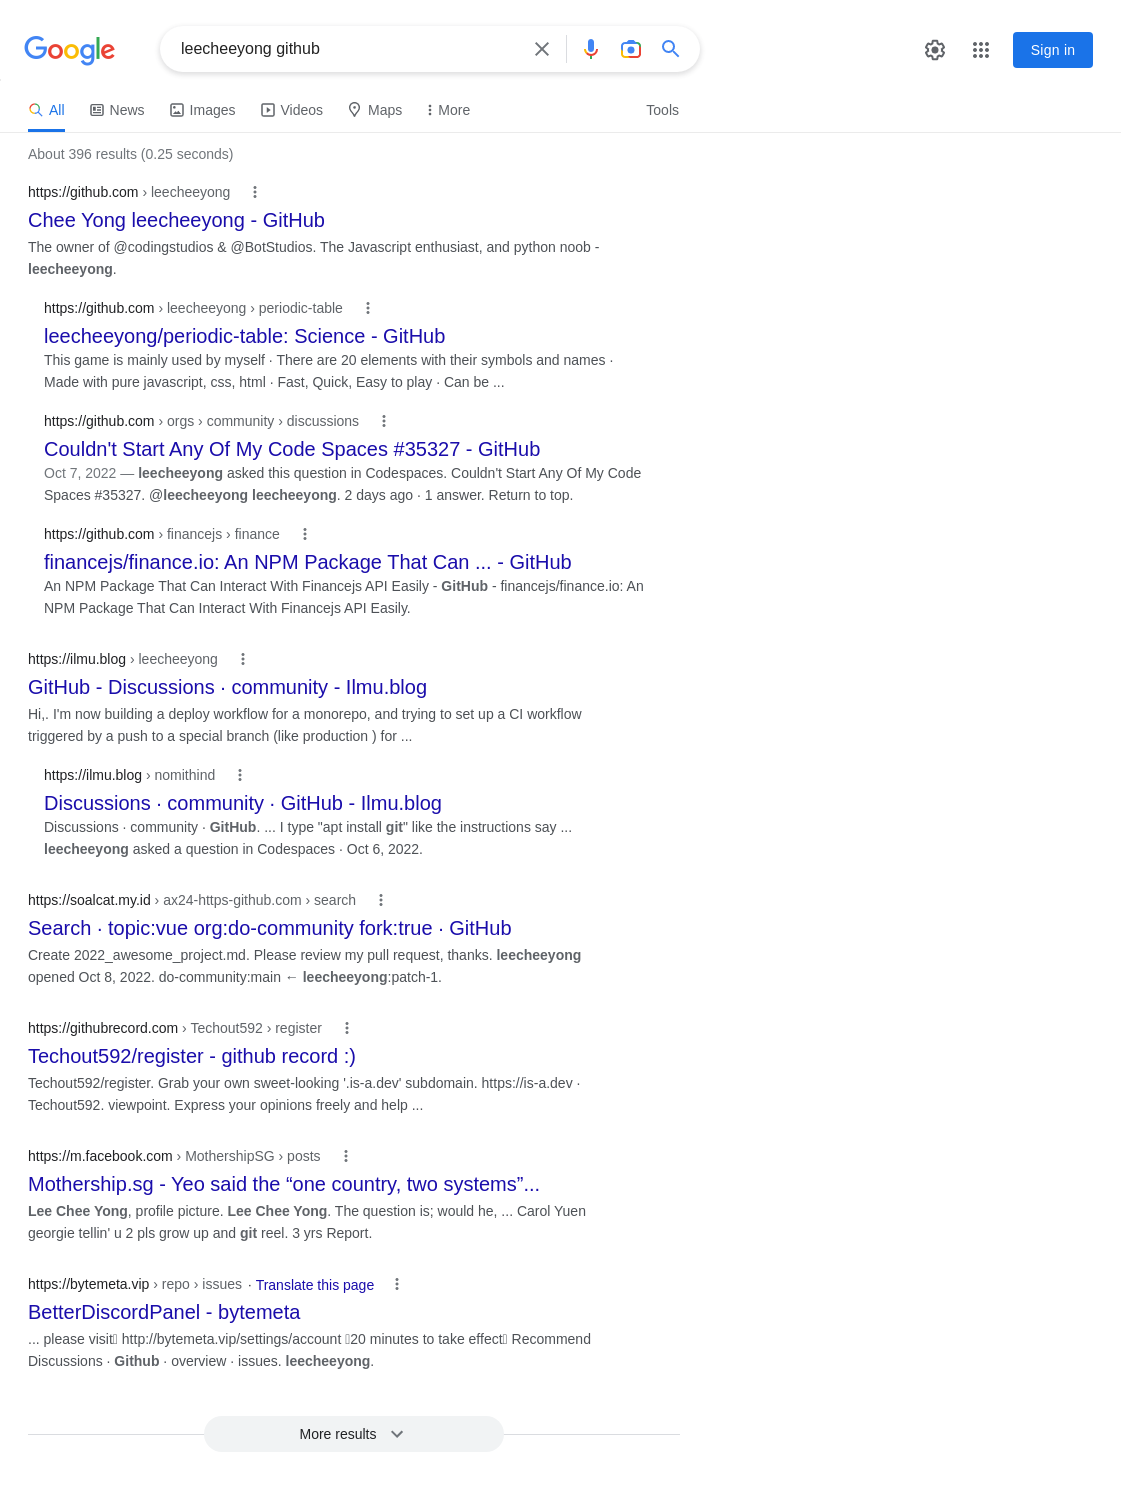 Google
leecheeyong github
Sign in
All
News
Images
Videos
Maps
More
Tools
About 396 results (0.25 seconds)
https://github.com › leecheeyong
Chee Yong leecheeyong - GitHub
The owner of @codingstudios & @BotStudios. The Javascript enthusiast, and python noob -
leecheeyong.
https://github.com › leecheeyong › periodic-table
leecheeyong/periodic-table: Science - GitHub
This game is mainly used by myself · There are 20 elements with their symbols and names ·
Made with pure javascript, css, html · Fast, Quick, Easy to play · Can be ...
https://github.com › orgs › community › discussions
Couldn't Start Any Of My Code Spaces #35327 - GitHub
Oct 7, 2022 — leecheeyong asked this question in Codespaces. Couldn't Start Any Of My Code
Spaces #35327. @leecheeyong leecheeyong. 2 days ago · 1 answer. Return to top.
https://github.com › financejs › finance
financejs/finance.io: An NPM Package That Can ... - GitHub
An NPM Package That Can Interact With Financejs API Easily - GitHub - financejs/finance.io: An
NPM Package That Can Interact With Financejs API Easily.
https://ilmu.blog › leecheeyong
GitHub - Discussions · community - Ilmu.blog
Hi,. I'm now building a deploy workflow for a monorepo, and trying to set up a CI workflow
triggered by a push to a special branch (like production ) for ...
https://ilmu.blog › nomithind
Discussions · community · GitHub - Ilmu.blog
Discussions · community · GitHub. ... I type "apt install git" like the instructions say ...
leecheeyong asked a question in Codespaces · Oct 6, 2022.
https://soalcat.my.id › ax24-https-github.com › search
Search · topic:vue org:do-community fork:true · GitHub
Create 2022_awesome_project.md. Please review my pull request, thanks. leecheeyong
opened Oct 8, 2022. do-community:main ← leecheeyong:patch-1.
https://githubrecord.com › Techout592 › register
Techout592/register - github record :)
Techout592/register. Grab your own sweet-looking '.is-a.dev' subdomain. https://is-a.dev ·
Techout592. viewpoint. Express your opinions freely and help ...
https://m.facebook.com › MothershipSG › posts
Mothership.sg - Yeo said the “one country, two systems”...
Lee Chee Yong, profile picture. Lee Chee Yong. The question is; would he, ... Carol Yuen
georgie tellin' u 2 pls grow up and git reel. 3 yrs Report.
https://bytemeta.vip › repo › issues · Translate this page
BetterDiscordPanel - bytemeta
... please visit http://bytemeta.vip/settings/account 20 minutes to take effect Recommend
Discussions · Github · overview · issues. leecheeyong.
More results